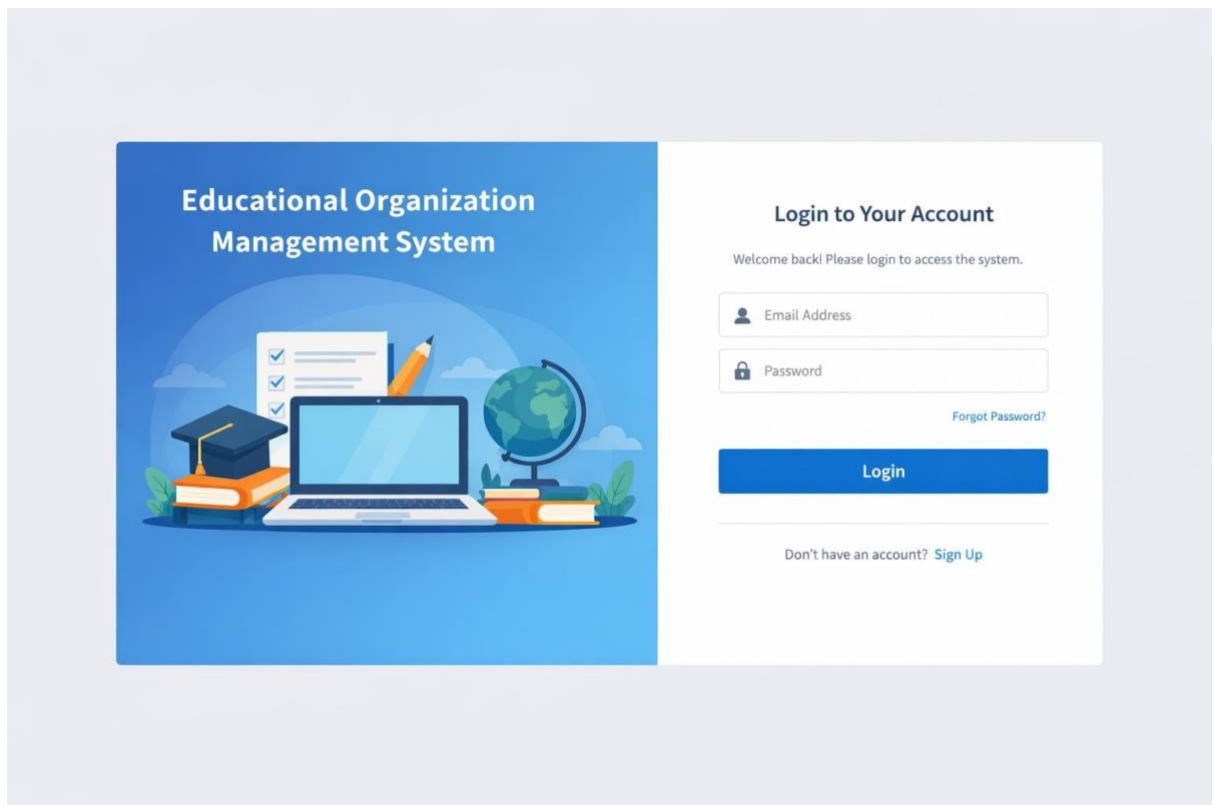 Educational Organization
Management System
Login to Your Account
Welcome back! Please login to access the system.
Email Address
Password
Forgot Password?
Login
Don't have an account? Sign Up